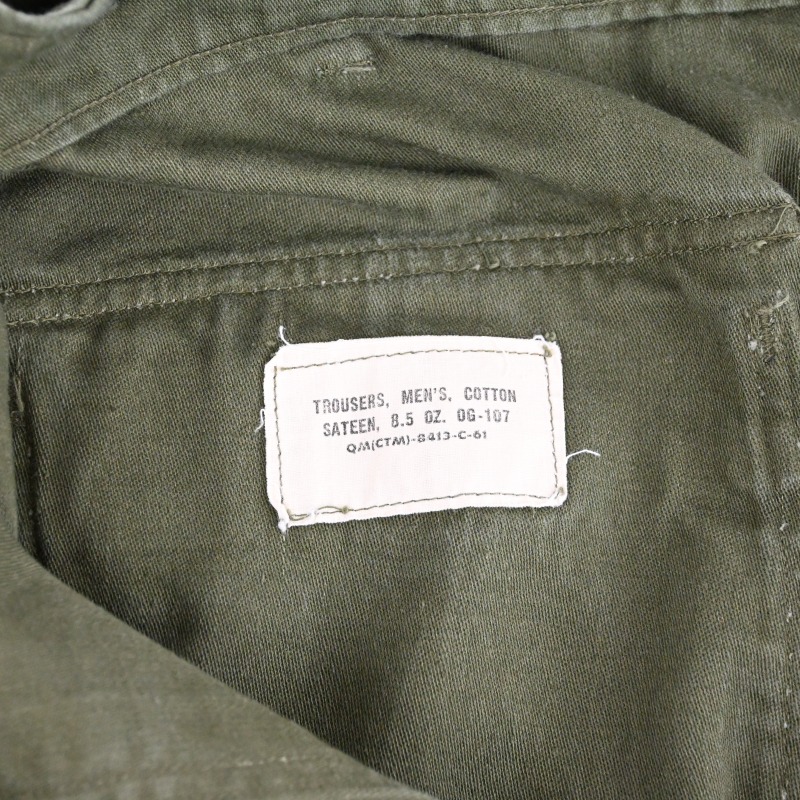 TROUSERS, MEN'S, COTTON
SATEEN, 8.5 OZ. OG-107
QM(CTM)-8413-C-61